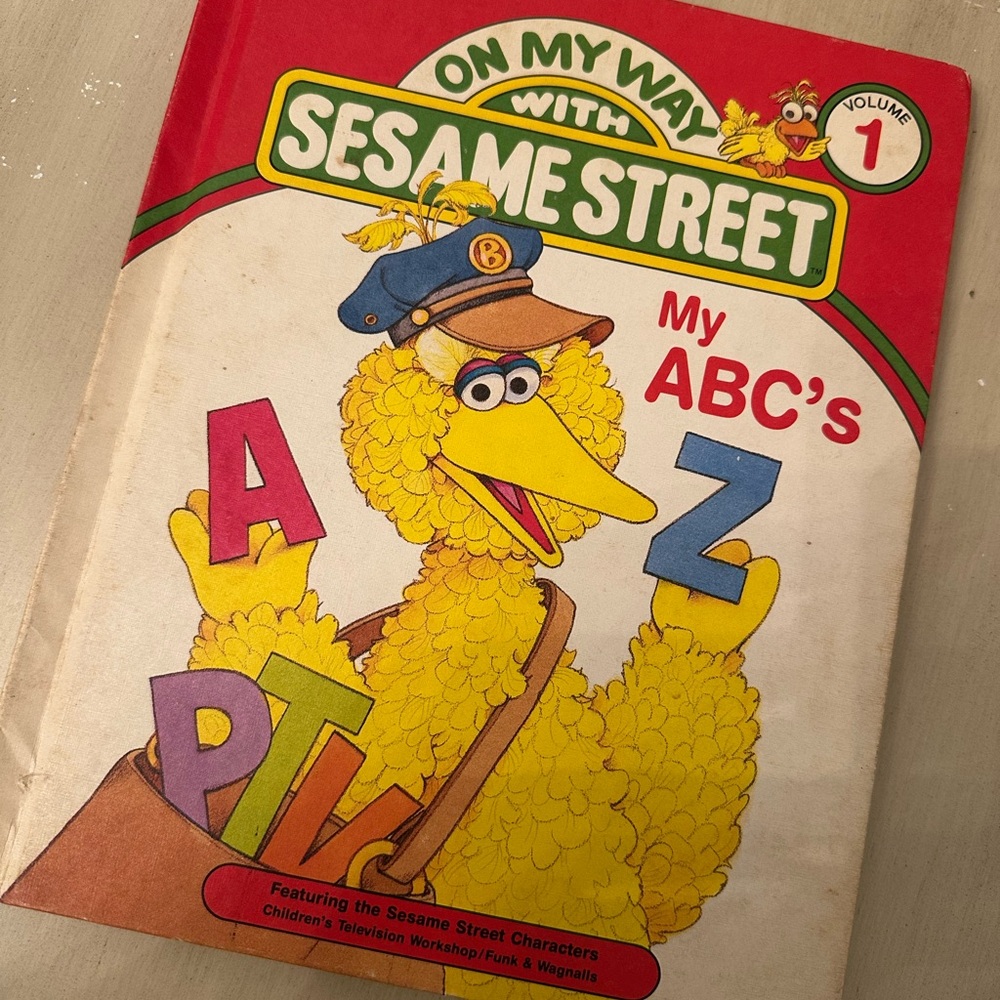 ON MY WAY
WITH
SESAME STREET
TM
VOLUME
1
B
My
ABC's
A
Z
P T V
Featuring the Sesame Street Characters
Children's Television Workshop/Funk & Wagnalls